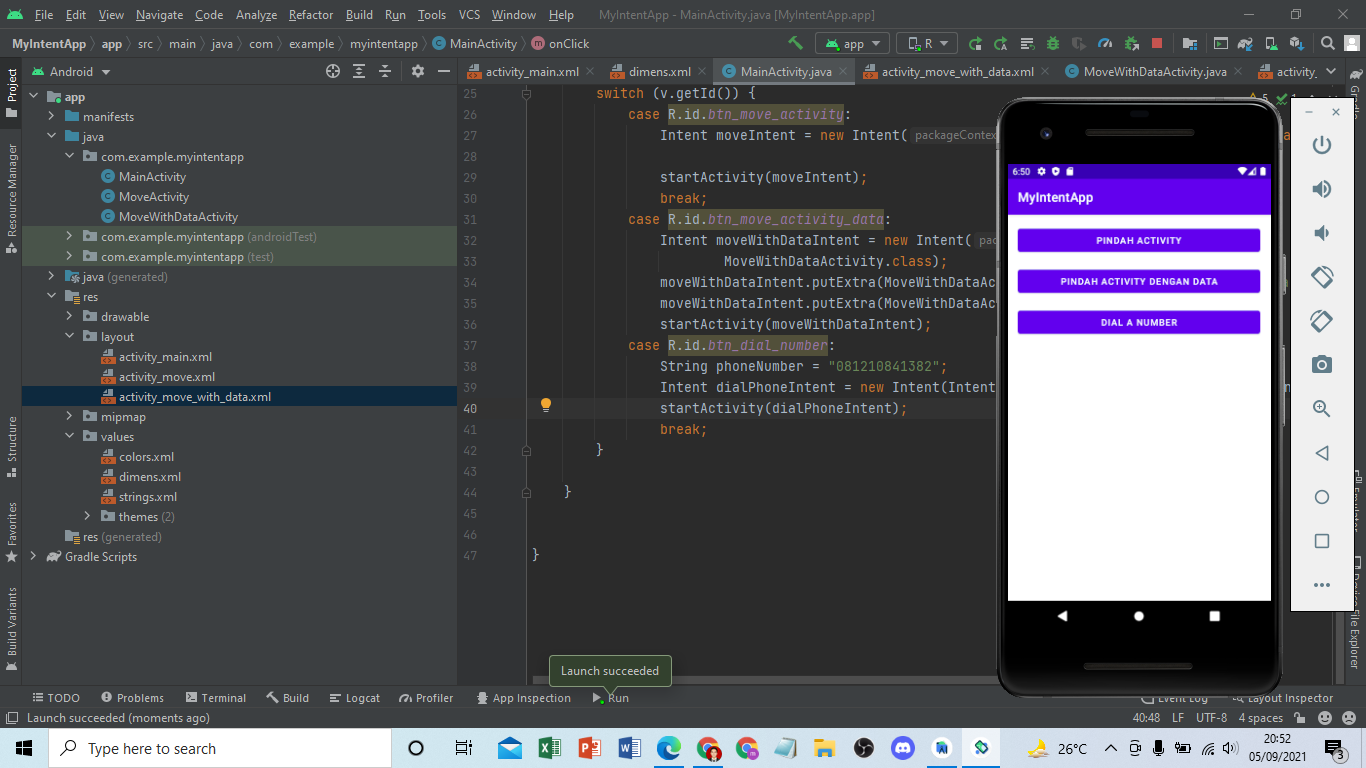 File Edit View Navigate Code Analyze Refactor Build Run Tools VCS Window Help MyIntentApp - MainActivity.java [MyIntentApp.app]
MyIntentApp app src main java com example myintentapp MainActivity onClick app R
Android
activity_main.xml dimens.xml MainActivity.java activity_move_with_data.xml MoveWithDataActivity.java activity_
Project
Resource Manager
Structure
Favorites
Build Variants
app
manifests
java
com.example.myintentapp
MainActivity
MoveActivity
MoveWithDataActivity
com.example.myintentapp (androidTest)
com.example.myintentapp (test)
java (generated)
res
drawable
layout
activity_main.xml
activity_move.xml
activity_move_with_data.xml
mipmap
values
colors.xml
dimens.xml
strings.xml
themes (2)
res (generated)
Gradle Scripts
25 switch (v.getId()) {
26 case R.id.btn_move_activity:
27 Intent moveIntent = new Intent( packageContex
28
29 startActivity(moveIntent);
30 break;
31 case R.id.btn_move_activity_data:
32 Intent moveWithDataIntent = new Intent( pac
33 MoveWithDataActivity.class);
34 moveWithDataIntent.putExtra(MoveWithDataAc
35 moveWithDataIntent.putExtra(MoveWithDataAc
36 startActivity(moveWithDataIntent);
37 case R.id.btn_dial_number:
38 String phoneNumber = "081210841382";
39 Intent dialPhoneIntent = new Intent(Intent
40 startActivity(dialPhoneIntent);
41 break;
42 }
43
44 }
45
46
47 }
6:50
MyIntentApp
PINDAH ACTIVITY
PINDAH ACTIVITY DENGAN DATA
DIAL A NUMBER
File Explorer
Launch succeeded
TODO Problems Terminal Build Logcat Profiler App Inspection Run Event Log Layout Inspector
Launch succeeded (moments ago) 40:48 LF UTF-8 4 spaces
Type here to search
26°C
20:52
05/09/2021
3